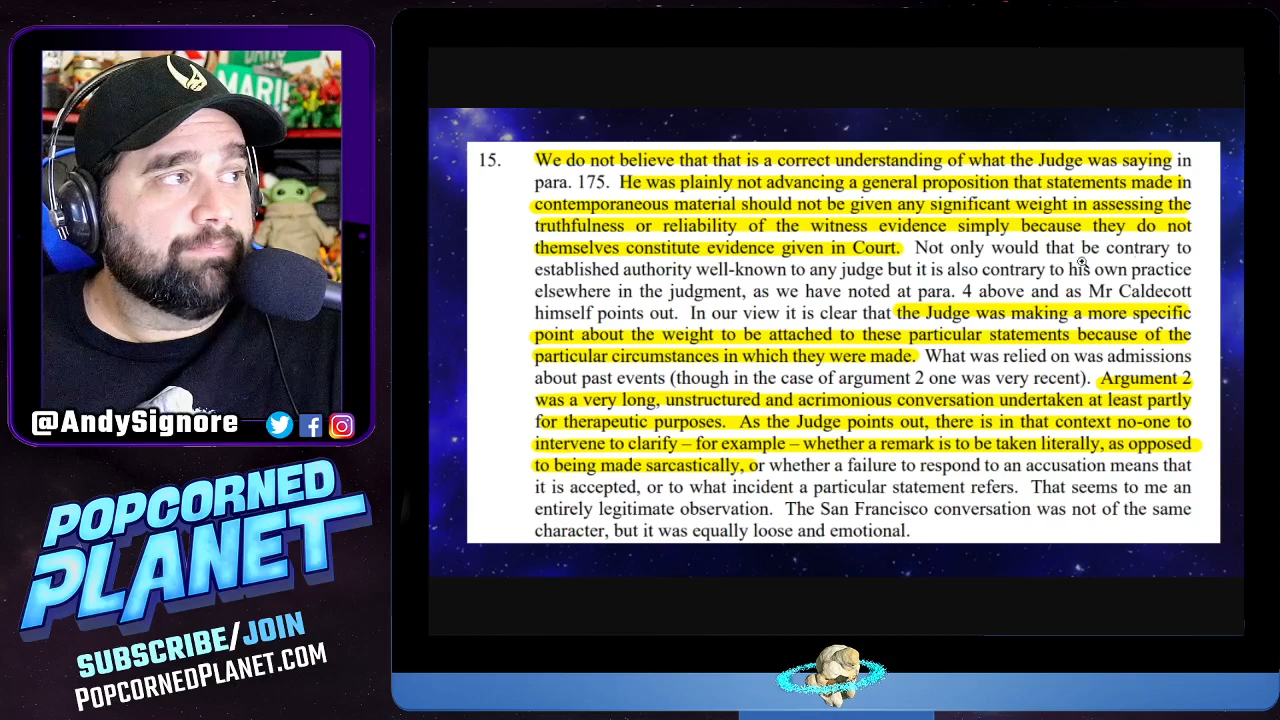 DAVID
MARI
@AndySignore
POPCORNED
PLANET
SUBSCRIBE/JOIN
POPCORNEDPLANET.COM
15. We do not believe that that is a correct understanding of what the Judge was saying in
para. 175. He was plainly not advancing a general proposition that statements made in
contemporaneous material should not be given any significant weight in assessing the
truthfulness or reliability of the witness evidence simply because they do not
themselves constitute evidence given in Court. Not only would that be contrary to
established authority well-known to any judge but it is also contrary to his own practice
elsewhere in the judgment, as we have noted at para. 4 above and as Mr Caldecott
himself points out. In our view it is clear that the Judge was making a more specific
point about the weight to be attached to these particular statements because of the
particular circumstances in which they were made. What was relied on was admissions
about past events (though in the case of argument 2 one was very recent). Argument 2
was a very long, unstructured and acrimonious conversation undertaken at least partly
for therapeutic purposes. As the Judge points out, there is in that context no-one to
intervene to clarify – for example – whether a remark is to be taken literally, as opposed
to being made sarcastically, or whether a failure to respond to an accusation means that
it is accepted, or to what incident a particular statement refers. That seems to me an
entirely legitimate observation. The San Francisco conversation was not of the same
character, but it was equally loose and emotional.